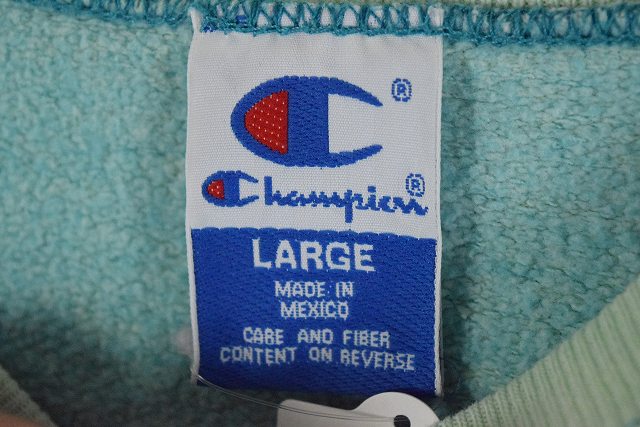 ®
Champion®
LARGE
MADE IN
MEXICO
CARE AND FIBER
CONTENT ON REVERSE